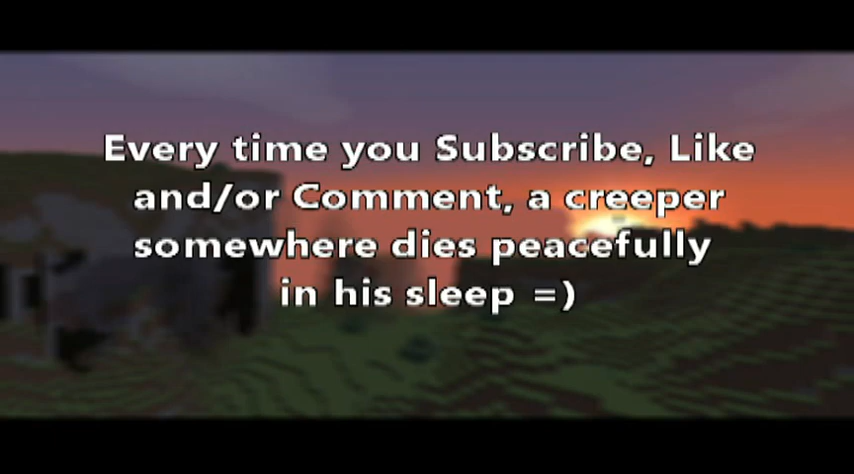 Every time you Subscribe, Like
and/or Comment, a creeper
somewhere dies peacefully
in his sleep =)